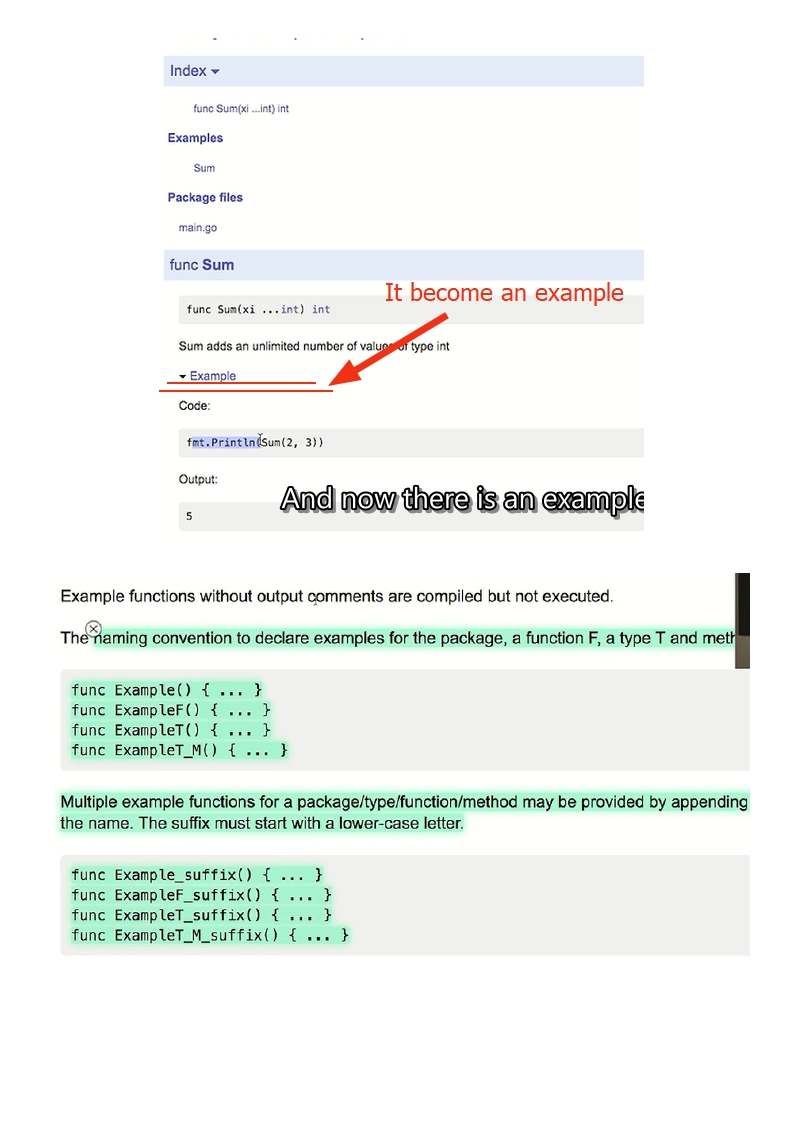 Index
func Sum(xi ...int) int
Examples
Sum
Package files
main.go
func Sum
It become an example
func Sum(xi ...int) int
Sum adds an unlimited number of values of type int
Example
Code:
fmt.Println(Sum(2, 3))
Output:
And now there is an example
5
Example functions without output comments are compiled but not executed.
The naming convention to declare examples for the package, a function F, a type T and
func Example() { ... }
func ExampleF() { ... }
func ExampleT() { ... }
func ExampleT_M() { ... }
Multiple example functions for a package/type/function/method may be provided by appending
the name. The suffix must start with a lower-case letter.
func Example_suffix() { ... }
func ExampleF_suffix() { ... }
func ExampleT_suffix() { ... }
func ExampleT_M_suffix() { ... }